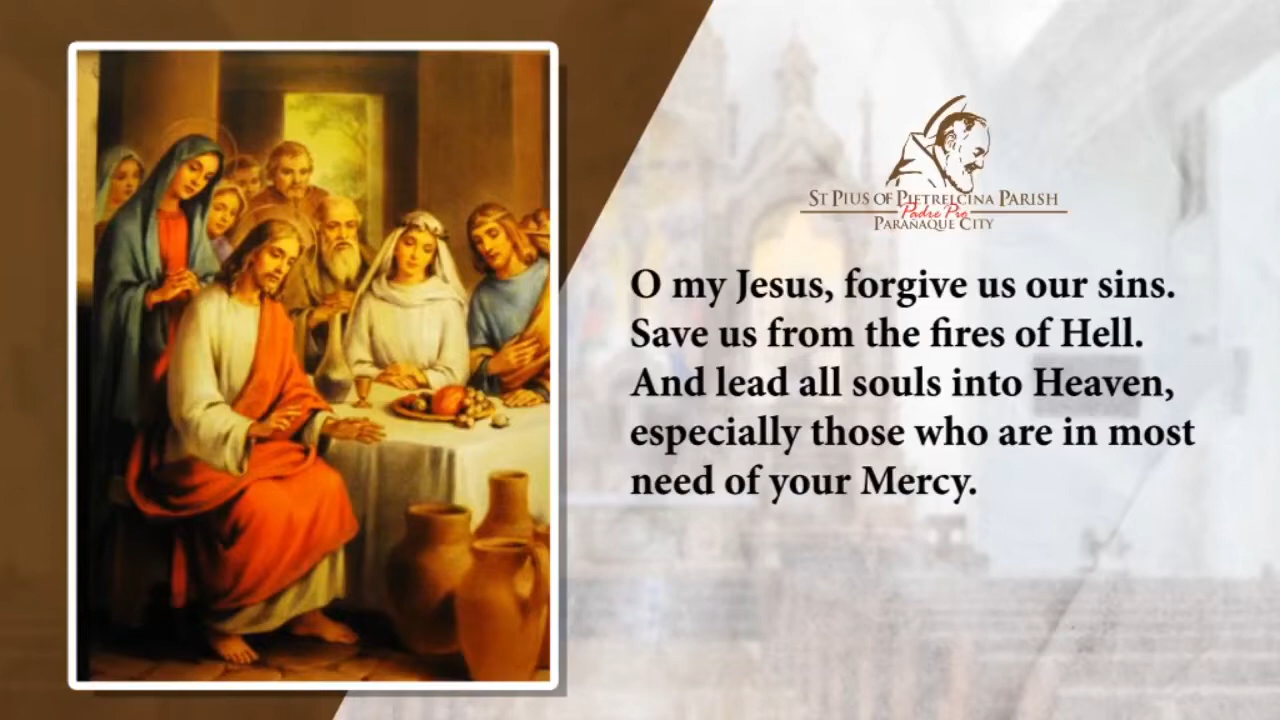 St Pius of Pietrelcina Parish
Padre Pio
Parañaque City
O my Jesus, forgive us our sins.
Save us from the fires of Hell.
And lead all souls into Heaven,
especially those who are in most
need of your Mercy.